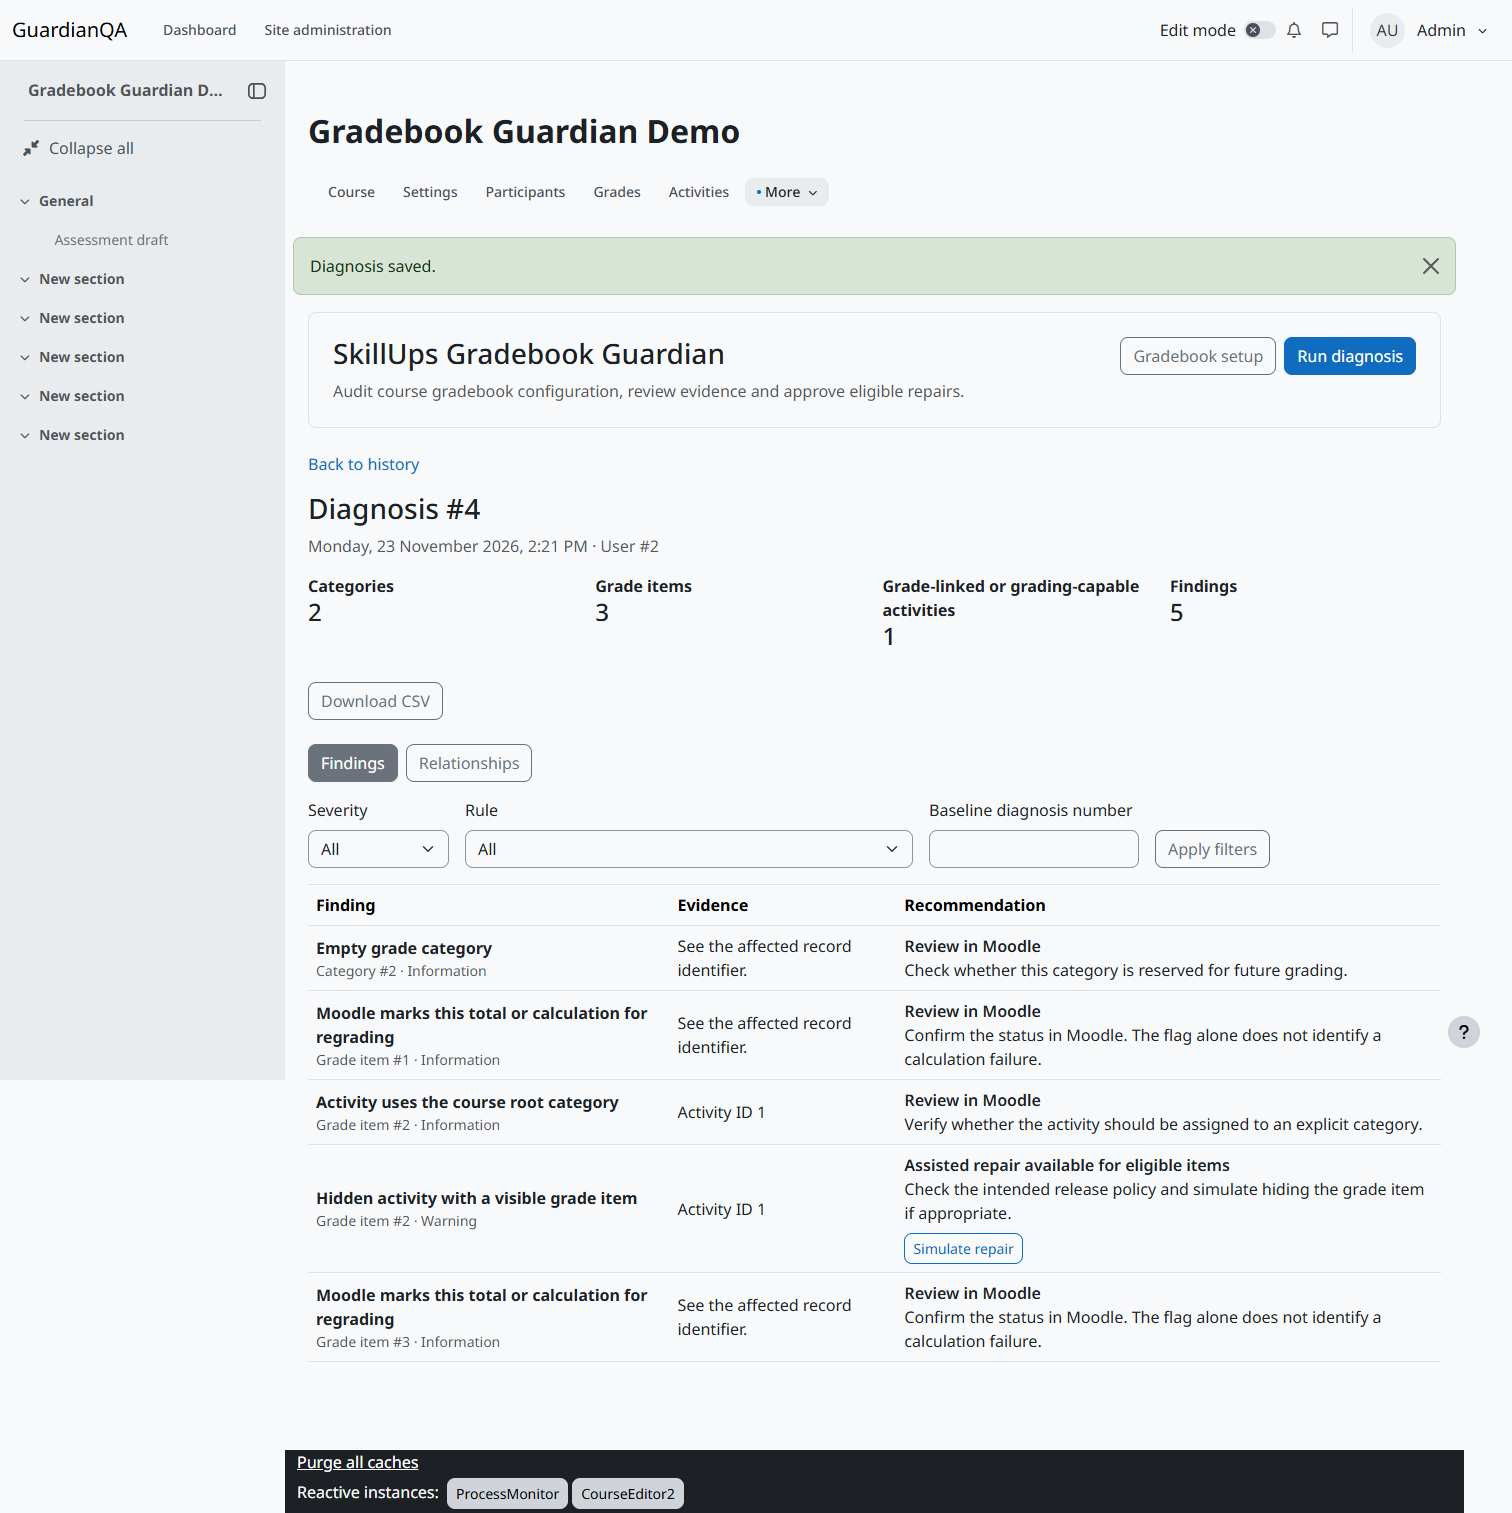 GuardianQA
Dashboard
Site administration
Edit mode
AU
Admin
Gradebook Guardian D...
Collapse all
General
Assessment draft
New section
New section
New section
New section
New section
Gradebook Guardian Demo
Course
Settings
Participants
Grades
Activities
• More
Diagnosis saved.
SkillUps Gradebook Guardian
Audit course gradebook configuration, review evidence and approve eligible repairs.
Gradebook setup
Run diagnosis
Back to history
Diagnosis #4
Monday, 23 November 2026, 2:21 PM · User #2
Categories
2
Grade items
3
Grade-linked or grading-capable
activities
1
Findings
5
Download CSV
Findings
Relationships
Severity
All
Rule
All
Baseline diagnosis number
Apply filters
Finding
Evidence
Recommendation
Empty grade category
Category #2 · Information
See the affected record
identifier.
Review in Moodle
Check whether this category is reserved for future grading.
Moodle marks this total or calculation for
regrading
Grade item #1 · Information
See the affected record
identifier.
Review in Moodle
Confirm the status in Moodle. The flag alone does not identify a
calculation failure.
Activity uses the course root category
Grade item #2 · Information
Activity ID 1
Review in Moodle
Verify whether the activity should be assigned to an explicit category.
Hidden activity with a visible grade item
Grade item #2 · Warning
Activity ID 1
Assisted repair available for eligible items
Check the intended release policy and simulate hiding the grade item
if appropriate.
Simulate repair
Moodle marks this total or calculation for
regrading
Grade item #3 · Information
See the affected record
identifier.
Review in Moodle
Confirm the status in Moodle. The flag alone does not identify a
calculation failure.
?
Purge all caches
Reactive instances:
ProcessMonitor
CourseEditor2